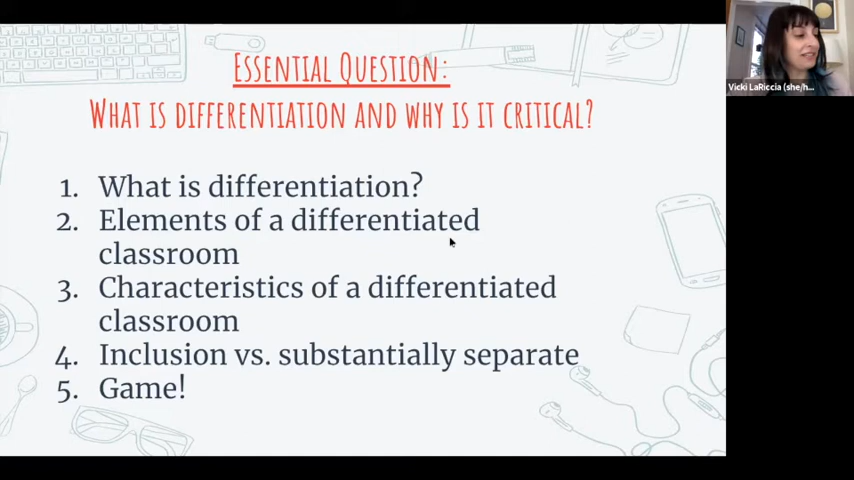 Essential Question:
What is differentiation and why is it critical?
1. What is differentiation?
2. Elements of a differentiated
classroom
3. Characteristics of a differentiated
classroom
4. Inclusion vs. substantially separate
5. Game!
Vicki LaRiccia (she/h...